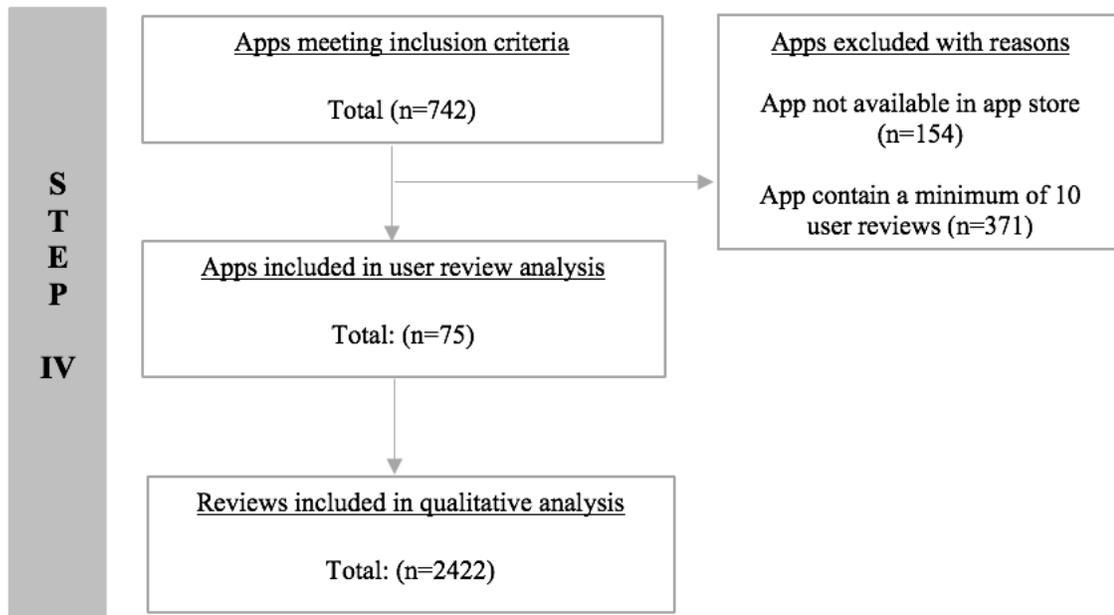 S
T
E
P
IV
Apps meeting inclusion criteria
Total (n=742)
Apps excluded with reasons
App not available in app store
(n=154)
App contain a minimum of 10
user reviews (n=371)
Apps included in user review analysis
Total: (n=75)
Reviews included in qualitative analysis
Total: (n=2422)